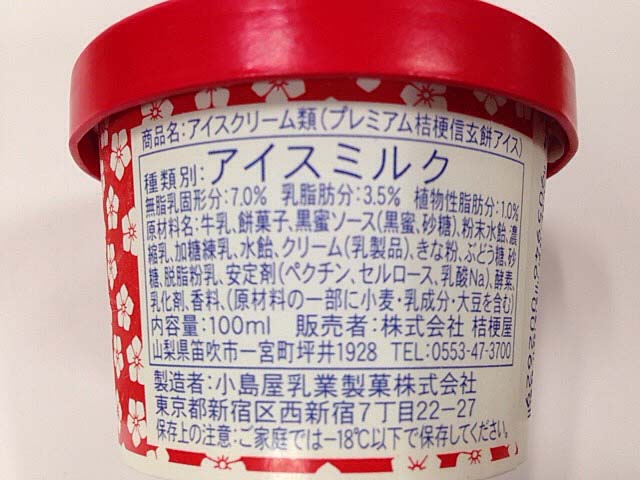 商品名:アイスクリーム類(プレミアム桔梗信玄餅アイス)
種類別:アイスミルク
無脂乳固形分:7.0% 乳脂肪分:3.5% 植物性脂肪分:1.0%
原材料名:牛乳、餅菓子、黒蜜ソース(黒蜜、砂糖)、粉末水飴、濃
縮乳、加糖練乳、水飴、クリーム(乳製品)、きな粉、ぶどう糖、砂
糖、脱脂粉乳、安定剤(ペクチン、セルロース、乳酸Na)、酵素、
乳化剤、香料、(原材料の一部に小麦・乳成分・大豆を含む)
内容量:100ml 販売者:株式会社 桔梗屋
山梨県笛吹市一宮町坪井1928 TEL:0553-47-3700
製造者:小島屋乳業製菓株式会社
東京都新宿区西新宿7丁目22-27
保存上の注意:ご家庭では-18℃以下で保存してください。